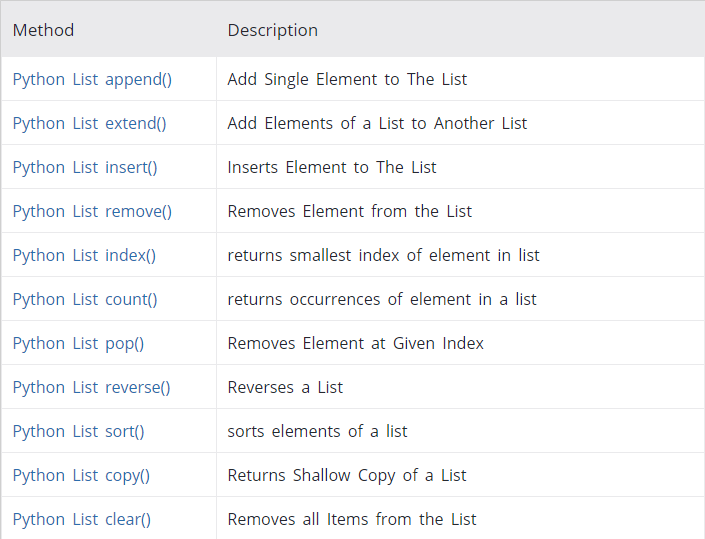 Method Description
Python List append() Add Single Element to The List
Python List extend() Add Elements of a List to Another List
Python List insert() Inserts Element to The List
Python List remove() Removes Element from the List
Python List index() returns smallest index of element in list
Python List count() returns occurrences of element in a list
Python List pop() Removes Element at Given Index
Python List reverse() Reverses a List
Python List sort() sorts elements of a list
Python List copy() Returns Shallow Copy of a List
Python List clear() Removes all Items from the List